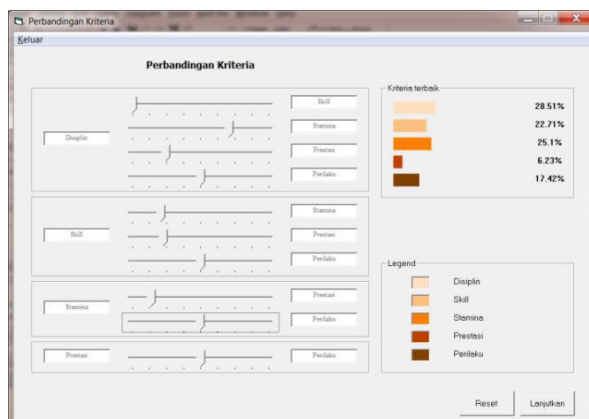 Perbandingan Kriteria
Keluar
Perbandingan Kriteria
Disiplin
Skill
Stamina
Prestasi
Perilaku
Skill
Stamina
Prestasi
Perilaku
Stamina
Prestasi
Perilaku
Prestasi
Perilaku
Kriteria terbaik
28.51%
22.71%
25.1%
6.23%
17.42%
Legend
Disiplin
Skill
Stamina
Prestasi
Perilaku
Reset
Lanjutkan